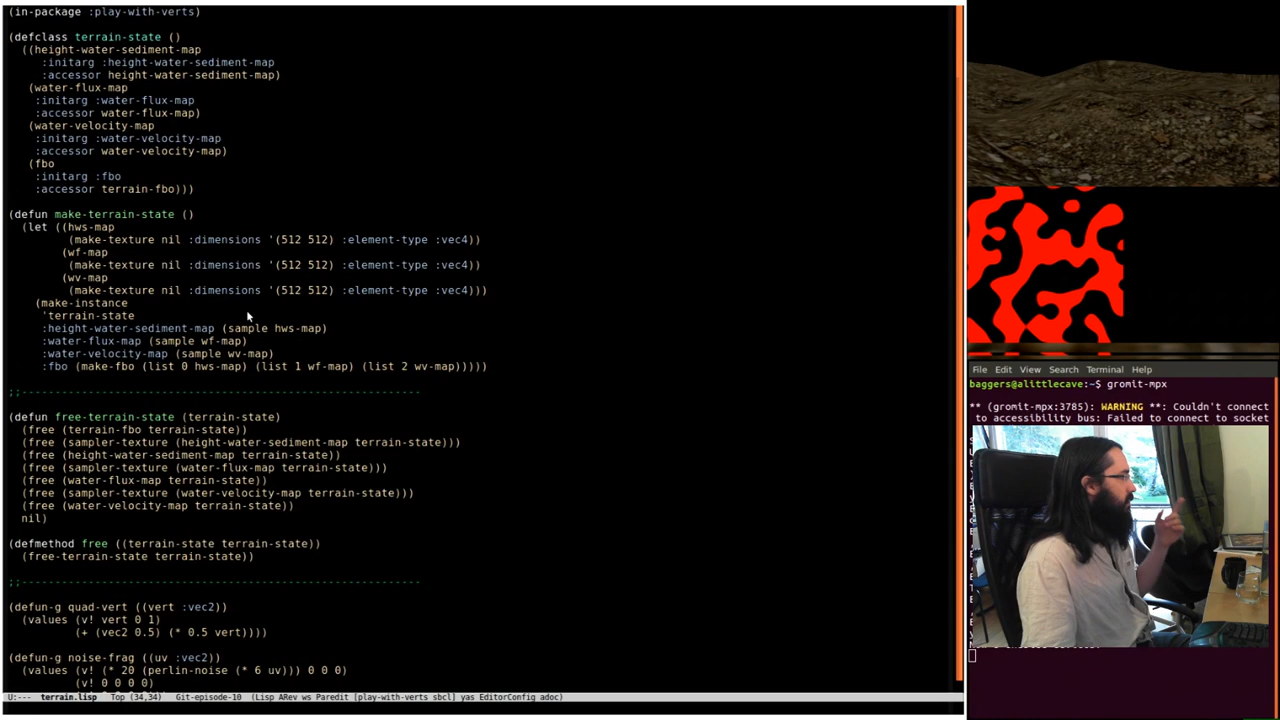 (in-package :play-with-verts)
(defclass terrain-state ()
((height-water-sediment-map
:initarg :height-water-sediment-map
:accessor height-water-sediment-map)
(water-flux-map
:initarg :water-flux-map
:accessor water-flux-map)
(water-velocity-map
:initarg :water-velocity-map
:accessor water-velocity-map)
(fbo
:initarg :fbo
:accessor terrain-fbo)))
(defun make-terrain-state ()
(let ((hws-map
(make-texture nil :dimensions '(512 512) :element-type :vec4))
(wf-map
(make-texture nil :dimensions '(512 512) :element-type :vec4))
(wv-map
(make-texture nil :dimensions '(512 512) :element-type :vec4)))
(make-instance
'terrain-state
:height-water-sediment-map (sample hws-map)
:water-flux-map (sample wf-map)
:water-velocity-map (sample wv-map)
:fbo (make-fbo (list 0 hws-map) (list 1 wf-map) (list 2 wv-map)))))
;;-------------------------------------------------------------
(defun free-terrain-state (terrain-state)
(free (terrain-fbo terrain-state))
(free (sampler-texture (height-water-sediment-map terrain-state)))
(free (height-water-sediment-map terrain-state))
(free (sampler-texture (water-flux-map terrain-state)))
(free (water-flux-map terrain-state))
(free (sampler-texture (water-velocity-map terrain-state)))
(free (water-velocity-map terrain-state))
nil)
(defmethod free ((terrain-state terrain-state))
(free-terrain-state terrain-state))
;;-------------------------------------------------------------
(defun-g quad-vert ((vert :vec2))
(values (v! vert 0 1)
(+ (vec2 0.5) (* 0.5 vert))))
(defun-g noise-frag ((uv :vec2))
(values (v! (* 20 (perlin-noise (* 6 uv))) 0 0 0)
(v! 0 0 0 0)
U:--- terrain.lisp Top (34,34) Git-episode-10 (Lisp ARev ws Paredit [play-with-verts sbcl] yas EditorConfig adoc)
File Edit View Search Terminal Help
baggers@alittlecave:~$ gromit-mpx
** (gromit-mpx:3785): WARNING **: Couldn't connect
to accessibility bus: Failed to connect to socket